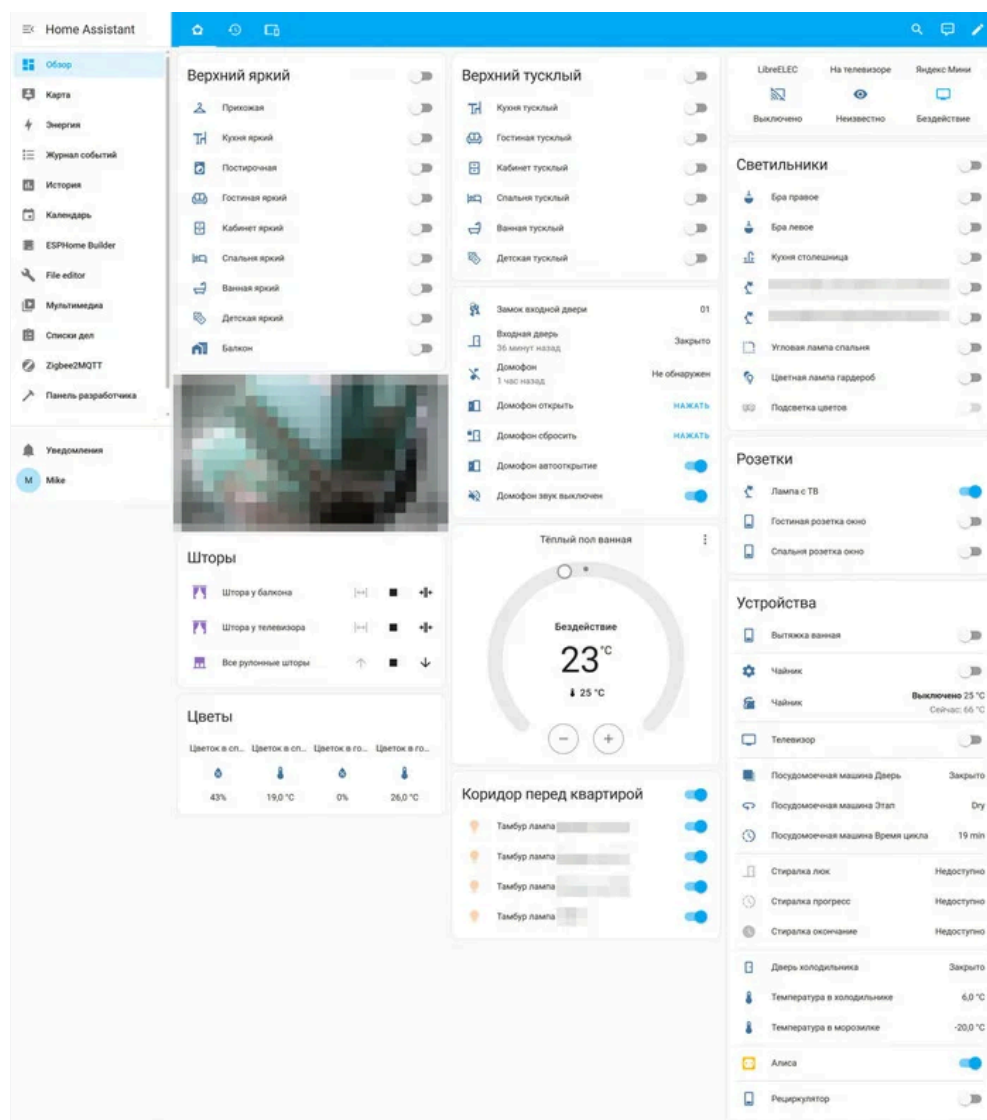 Home Assistant
Обзор
Карта
Энергия
Журнал событий
История
Календарь
ESPHome Builder
File editor
Мультимедиа
Списки дел
Zigbee2MQTT
Панель разработчика
Уведомления
M Mike
Верхний яркий
Прихожая
Кухня яркий
Постирочная
Гостиная яркий
Кабинет яркий
Спальня яркий
Ванная яркий
Детская яркий
Балкон
Шторы
Штора у балкона
Штора у телевизора
Все рулонные шторы
Цветы
Цветок в сп... Цветок в сп... Цветок в го... Цветок в го...
43% 19,0 °C 0% 26,0 °C
Верхний тусклый
Кухня тусклый
Гостиная тусклый
Кабинет тусклый
Спальня тусклый
Ванная тусклый
Детская тусклый
Замок входной двери 01
Входная дверь Закрыто
36 минут назад
Домофон Не обнаружен
1 час назад
Домофон открыть НАЖАТЬ
Домофон сбросить НАЖАТЬ
Домофон автооткрытие
Домофон звук выключен
Тёплый пол ванная
Бездействие
23 °C
25 °C
Коридор перед квартирой
Тамбур лампа
Тамбур лампа
Тамбур лампа
Тамбур лампа
LibreELEC На телевизоре Яндекс Мини
Выключено Неизвестно Бездействие
Светильники
Бра правое
Бра левое
Кухня столешница
Угловая лампа спальня
Цветная лампа гардероб
Подсветка цветов
Розетки
Лампа с ТВ
Гостиная розетка окно
Спальня розетка окно
Устройства
Вытяжка ванная
Чайник
Чайник Выключено 25 °C
Сейчас: 66 °C
Телевизор
Посудомоечная машина Дверь Закрыто
Посудомоечная машина Этап Dry
Посудомоечная машина Время цикла 19 min
Стиралка люк Недоступно
Стиралка прогресс Недоступно
Стиралка окончание Недоступно
Дверь холодильника Закрыто
Температура в холодильнике 6,0 °C
Температура в морозилке -20,0 °C
Алиса
Рециркулятор